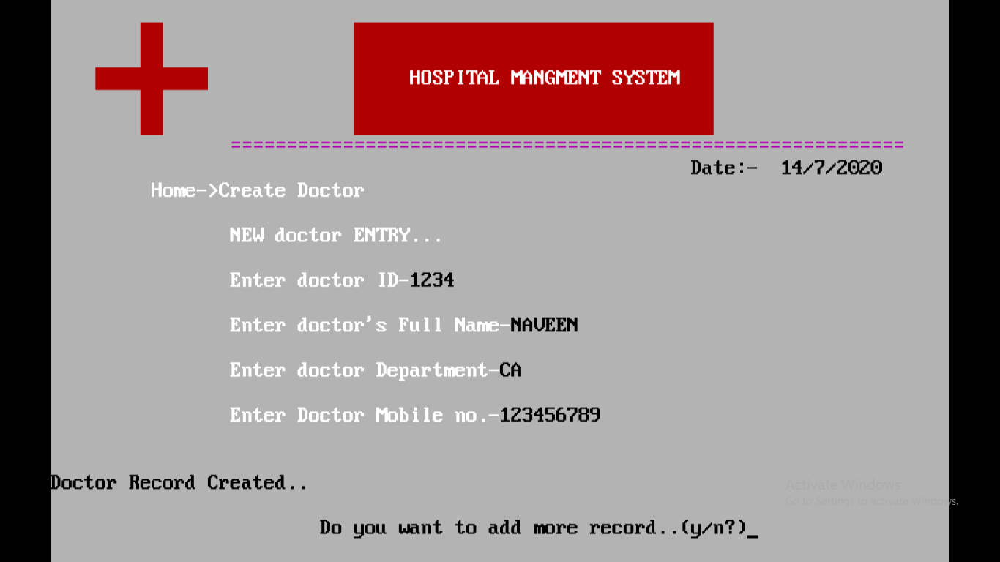 HOSPITAL MANGMENT SYSTEM
============================================================
Date:- 14/7/2020
Home->Create Doctor
NEW doctor ENTRY...
Enter doctor ID-1234
Enter doctor's Full Name-NAVEEN
Enter doctor Department-CA
Enter Doctor Mobile no.-123456789
Doctor Record Created..
Activate Windows
Go to Settings to activate Windows.
Do you want to add more record..(y/n?)_